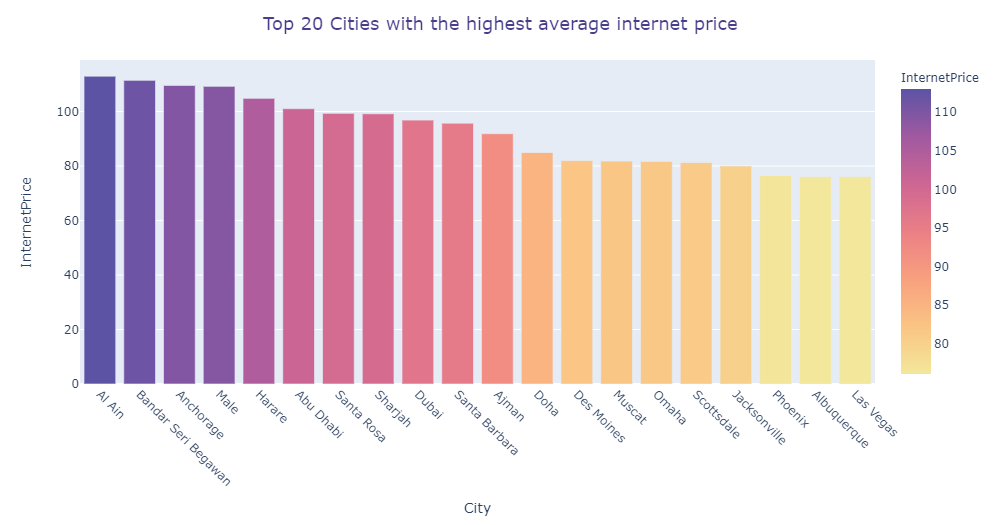 Top 20 Cities with the highest average internet price
InternetPrice
100
80
60
40
20
0
Al Ain
Bandar Seri Begawan
Anchorage
Male
Harare
Abu Dhabi
Santa Rosa
Sharjah
Dubai
Santa Barbara
Ajman
Doha
Des Moines
Muscat
Omaha
Scottsdale
Jacksonville
Phoenix
Albuquerque
Las Vegas
City
InternetPrice
110
105
100
95
90
85
80